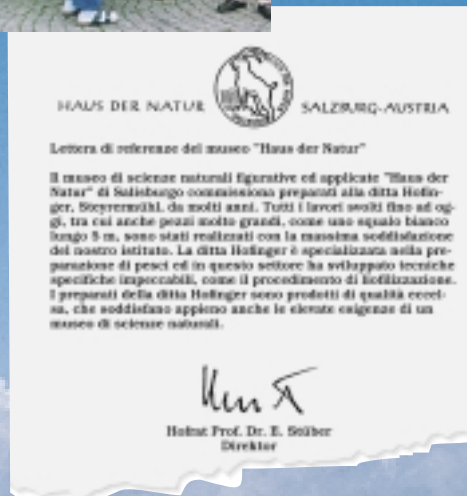 HAUS DER NATUR
SALZBURG-AUSTRIA
Lettera di referenze del museo "Haus der Natur"
Il museo di scienze naturali figurative ed applicate "Haus der
Natur" di Salisburgo commissiona preparati alla ditta Hofin-
ger, Steyrermühl, da molti anni. Tutti i lavori svolti fino ad og-
gi, tra cui anche pezzi molto grandi, come uno squalo bianco
lungo 5 m, sono stati realizzati con la massima soddisfazione
del nostro istituto. La ditta Hofinger è specializzata nella pre-
parazione di pesci ed in questo settore ha sviluppato tecniche
specifiche impeccabili, come il procedimento di liofilizzazione.
I preparati della ditta Hofinger sono prodotti di qualità eccel-
sa, che soddisfano appieno anche le elevate esigenze di un
museo di scienze naturali.
Hofrat Prof. Dr. E. Stüber
Direktor